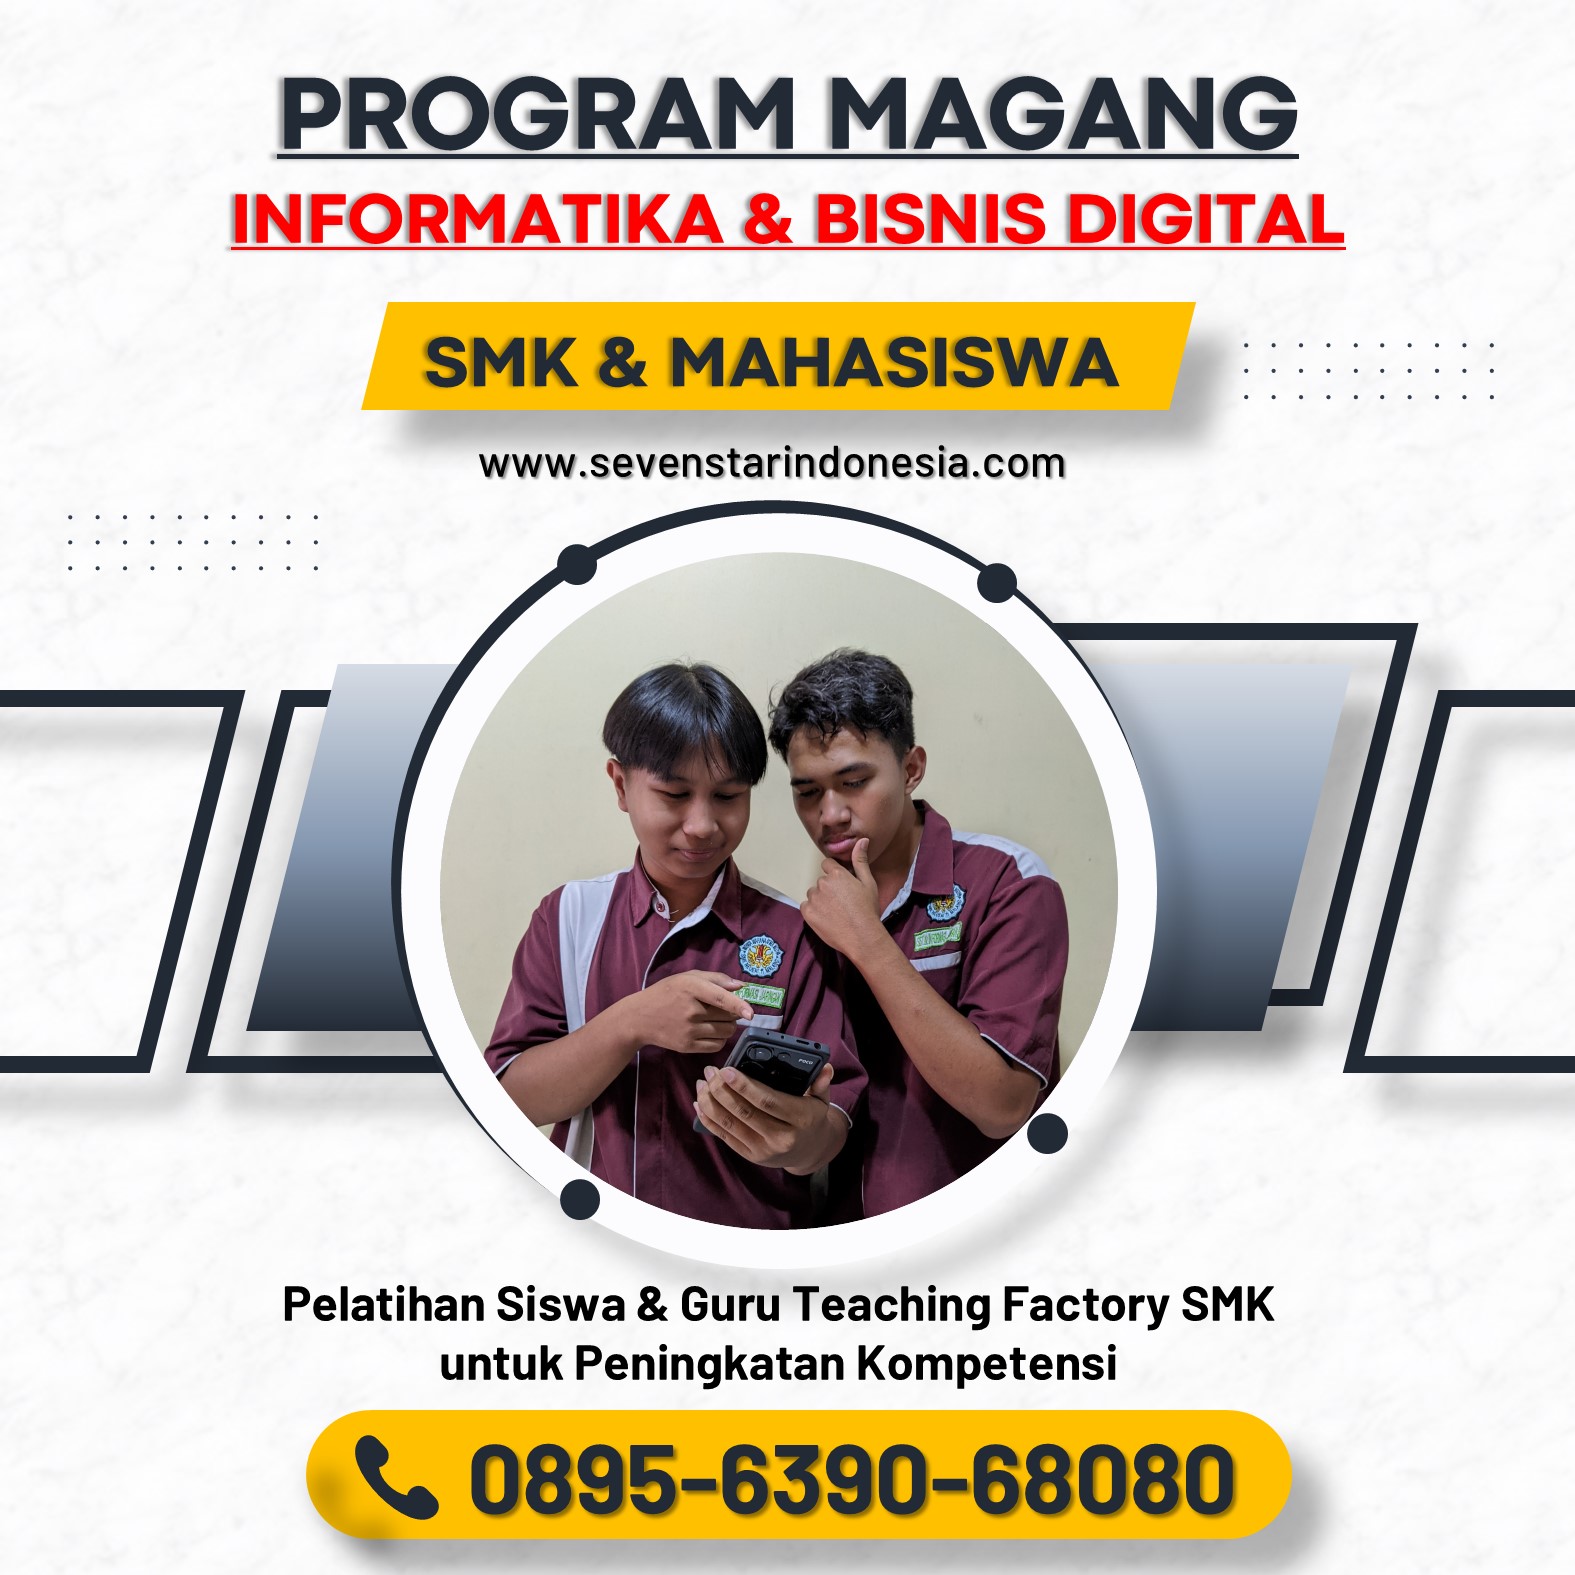 PROGRAM MAGANG
INFORMATIKA & BISNIS DIGITAL
SMK & MAHASISWA
www.sevenstarindonesia.com
POCO
Pelatihan Siswa & Guru Teaching Factory SMK
untuk Peningkatan Kompetensi
0895-6390-68080